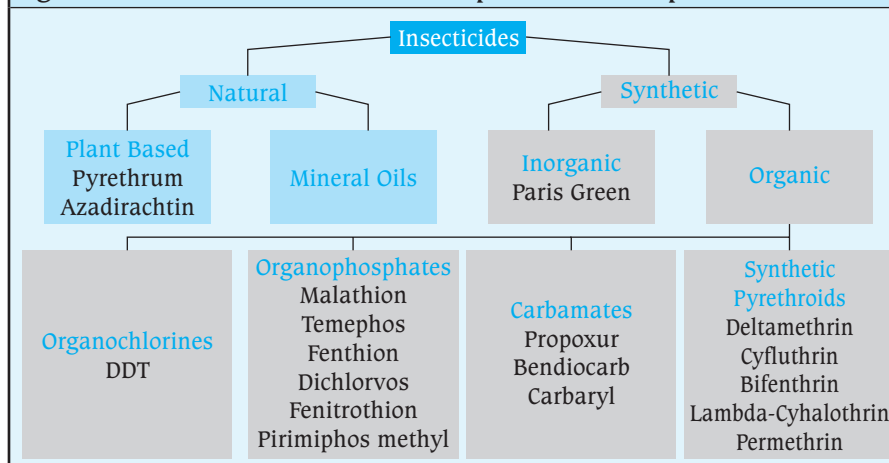 Insecticides
Natural
Synthetic
Plant Based
Pyrethrum
Azadirachtin
Mineral Oils
Inorganic
Paris Green
Organic
Organochlorines
DDT
Organophosphates
Malathion
Temephos
Fenthion
Dichlorvos
Fenitrothion
Pirimiphos methyl
Carbamates
Propoxur
Bendiocarb
Carbaryl
Synthetic
Pyrethroids
Deltamethrin
Cyfluthrin
Bifenthrin
Lambda-Cyhalothrin
Permethrin